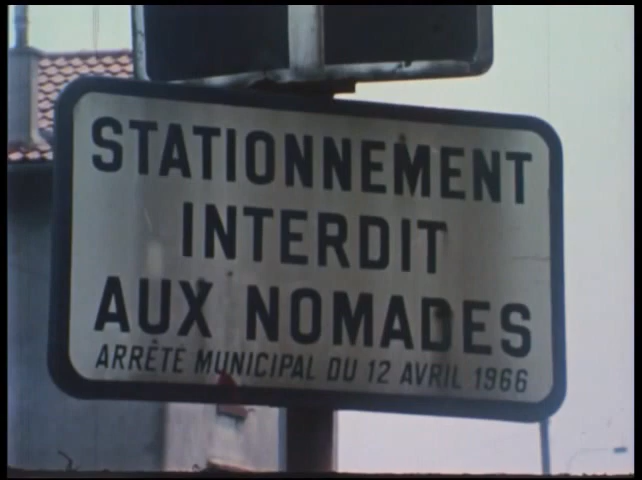 STATIONNEMENT
INTERDIT
AUX NOMADES
ARRÊTÉ MUNICIPAL DU 12 AVRIL 1966